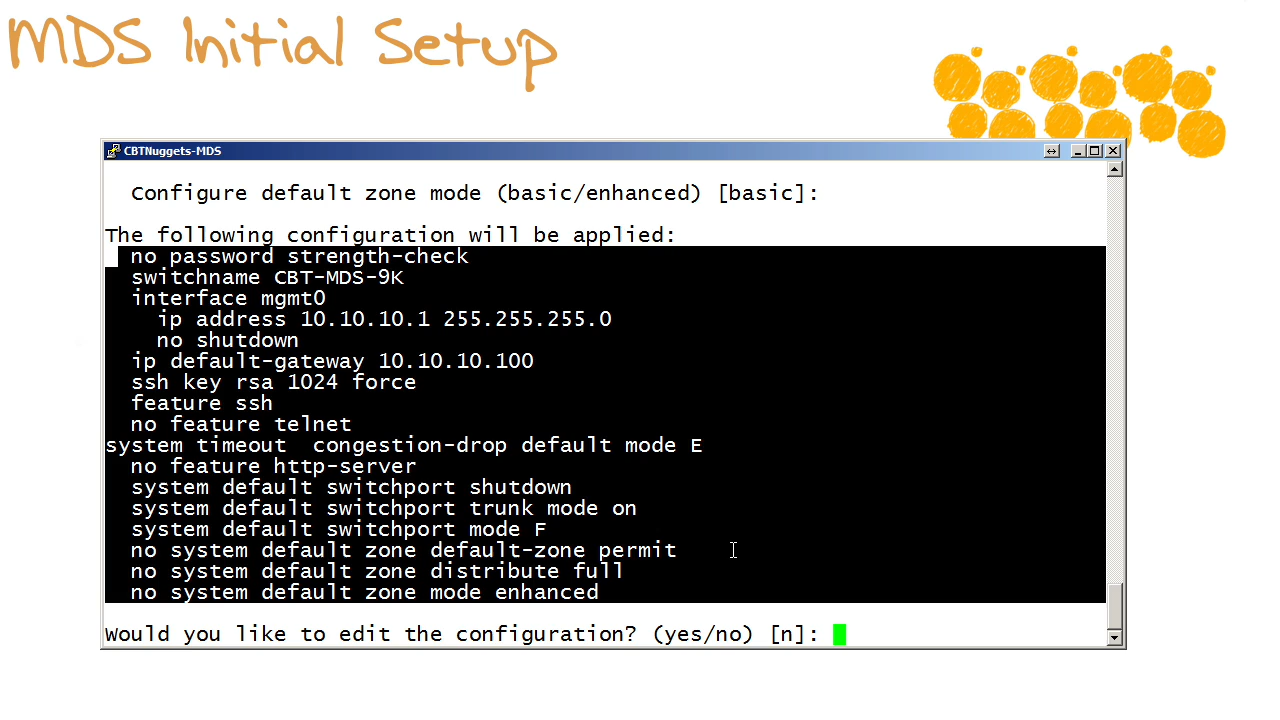 MDS Initial Setup
CBTNuggets-MDS
Configure default zone mode (basic/enhanced) [basic]:
The following configuration will be applied:
no password strength-check
switchname CBT-MDS-9K
interface mgmt0
ip address 10.10.10.1 255.255.255.0
no shutdown
ip default-gateway 10.10.10.100
ssh key rsa 1024 force
feature ssh
no feature telnet
system timeout  congestion-drop default mode E
no feature http-server
system default switchport shutdown
system default switchport trunk mode on
system default switchport mode F
no system default zone default-zone permit
no system default zone distribute full
no system default zone mode enhanced
Would you like to edit the configuration? (yes/no) [n]: